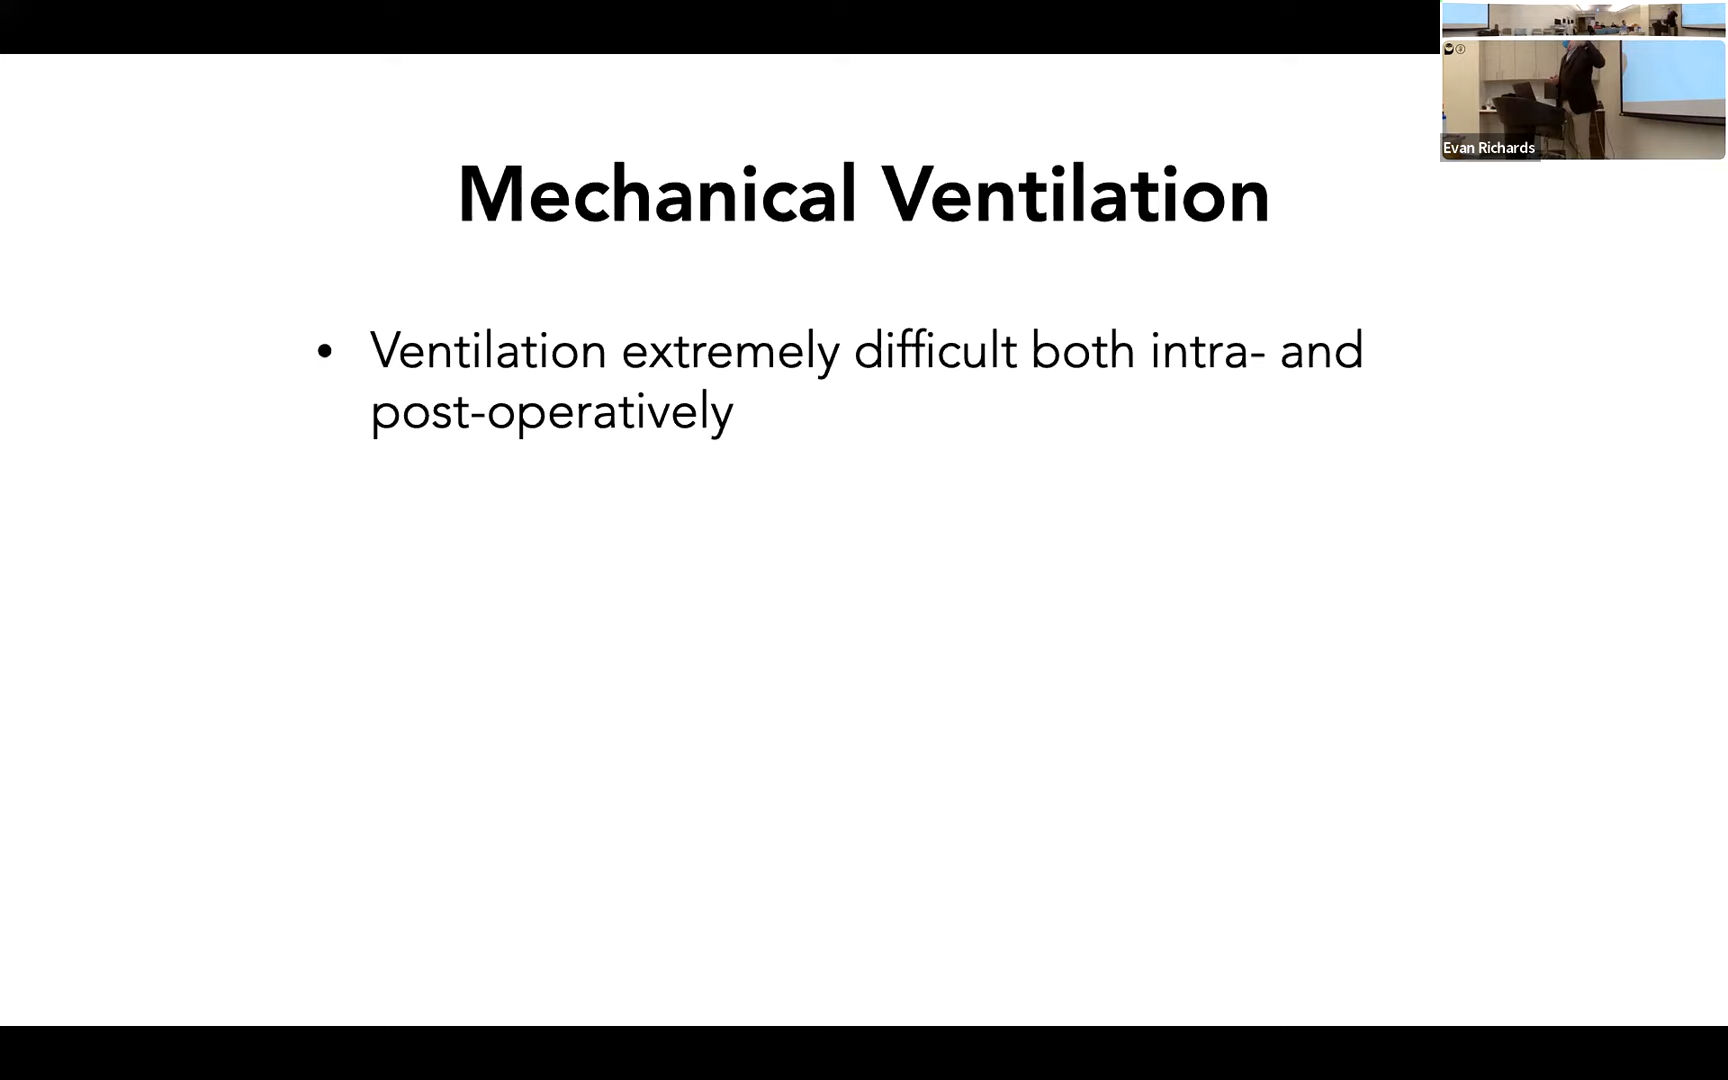 Mechanical Ventilation
• Ventilation extremely difficult both intra- and
post-operatively
Evan Richards